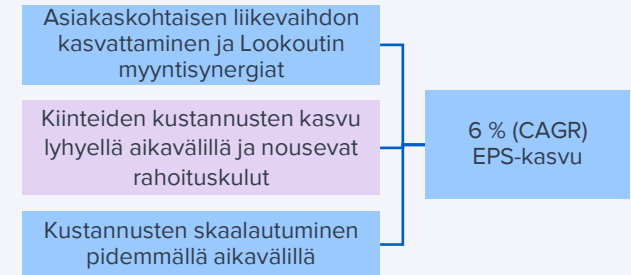 Asiakaskohtaisen liikevaihdon
kasvattaminen ja Lookoutin
myyntisynergiat
Kiinteiden kustannusten kasvu
lyhyellä aikavälillä ja nousevat
rahoituskulut
Kustannusten skaalautuminen
pidemmällä aikavälillä
6 % (CAGR)
EPS-kasvu